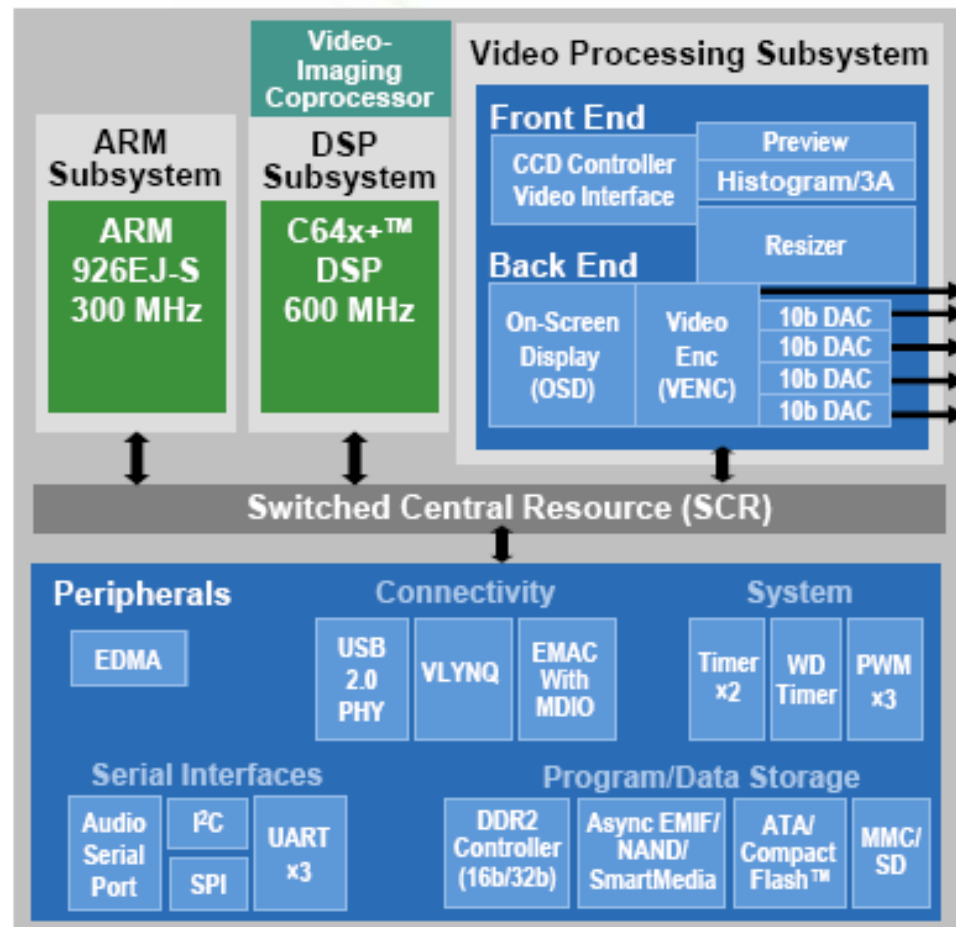 Video-
Imaging
Coprocessor
Video Processing Subsystem
ARM
Subsystem
ARM
926EJ-S
300 MHz
DSP
Subsystem
C64x+™
DSP
600 MHz
Front End
CCD Controller
Video Interface
Preview
Histogram/3A
Resizer
Back End
On-Screen
Display
(OSD)
Video
Enc
(VENC)
10b DAC
10b DAC
10b DAC
10b DAC
Switched Central Resource (SCR)
Peripherals
EDMA
Connectivity
USB
2.0
PHY
VLYNQ
EMAC
With
MDIO
System
Timer
x2
WD
Timer
PWM
x3
Serial Interfaces
Audio
Serial
Port
I²C
SPI
UART
x3
Program/Data Storage
DDR2
Controller
(16b/32b)
Async EMIF/
NAND/
SmartMedia
ATA/
Compact
Flash™
MMC/
SD